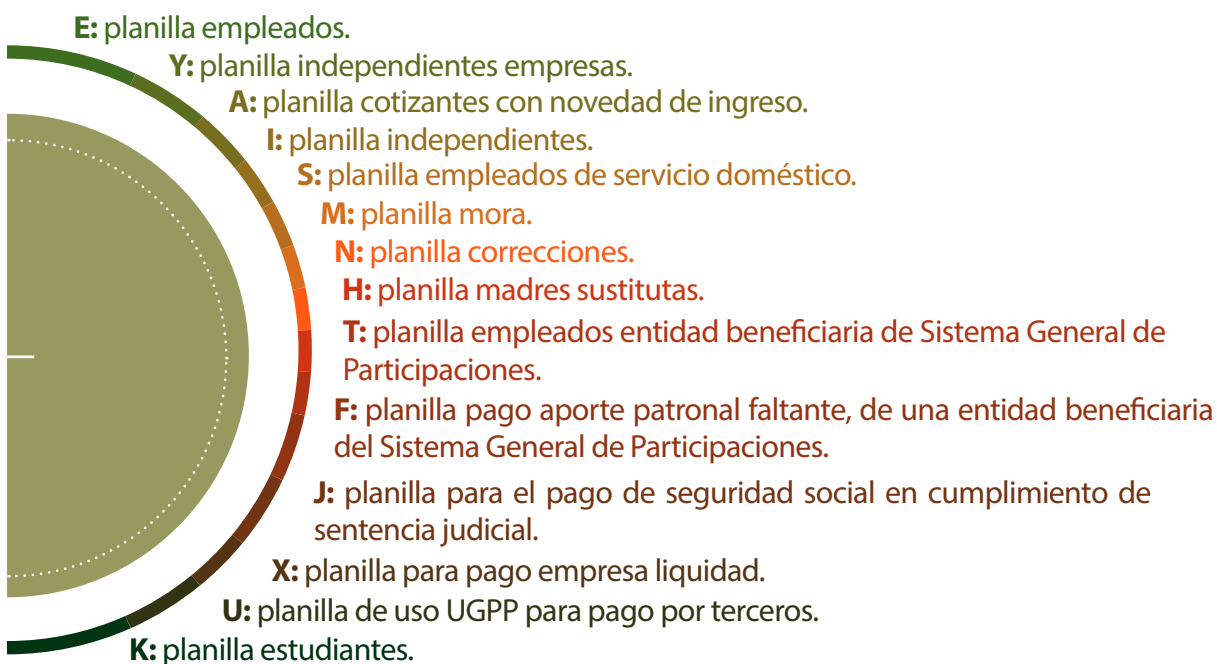 E: planilla empleados.
Y: planilla independientes empresas.
A: planilla cotizantes con novedad de ingreso.
I: planilla independientes.
S: planilla empleados de servicio doméstico.
M: planilla mora.
N: planilla correcciones.
H: planilla madres sustitutas.
T: planilla empleados entidad beneficiaria de Sistema General de
Participaciones.
F: planilla pago aporte patronal faltante, de una entidad beneficiaria
del Sistema General de Participaciones.
J: planilla para el pago de seguridad social en cumplimiento de
sentencia judicial.
X: planilla para pago empresa liquidad.
U: planilla de uso UGPP para pago por terceros.
K: planilla estudiantes.